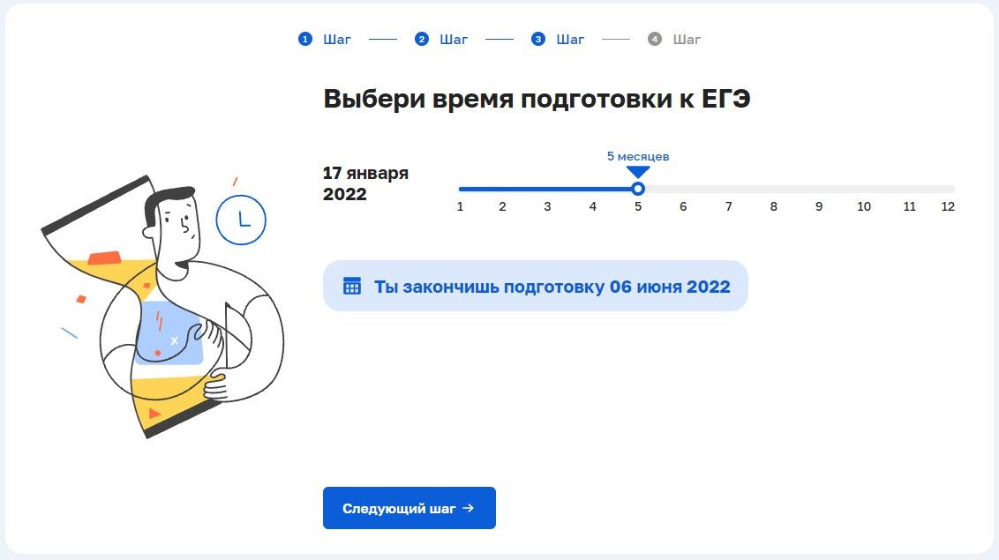 1 Шаг 2 Шаг 3 Шаг 4 Шаг
Выбери время подготовки к ЕГЭ
5 месяцев
17 января
2022
1 2 3 4 5 6 7 8 9 10 11 12
Ты закончишь подготовку 06 июня 2022
x
Следующий шаг →